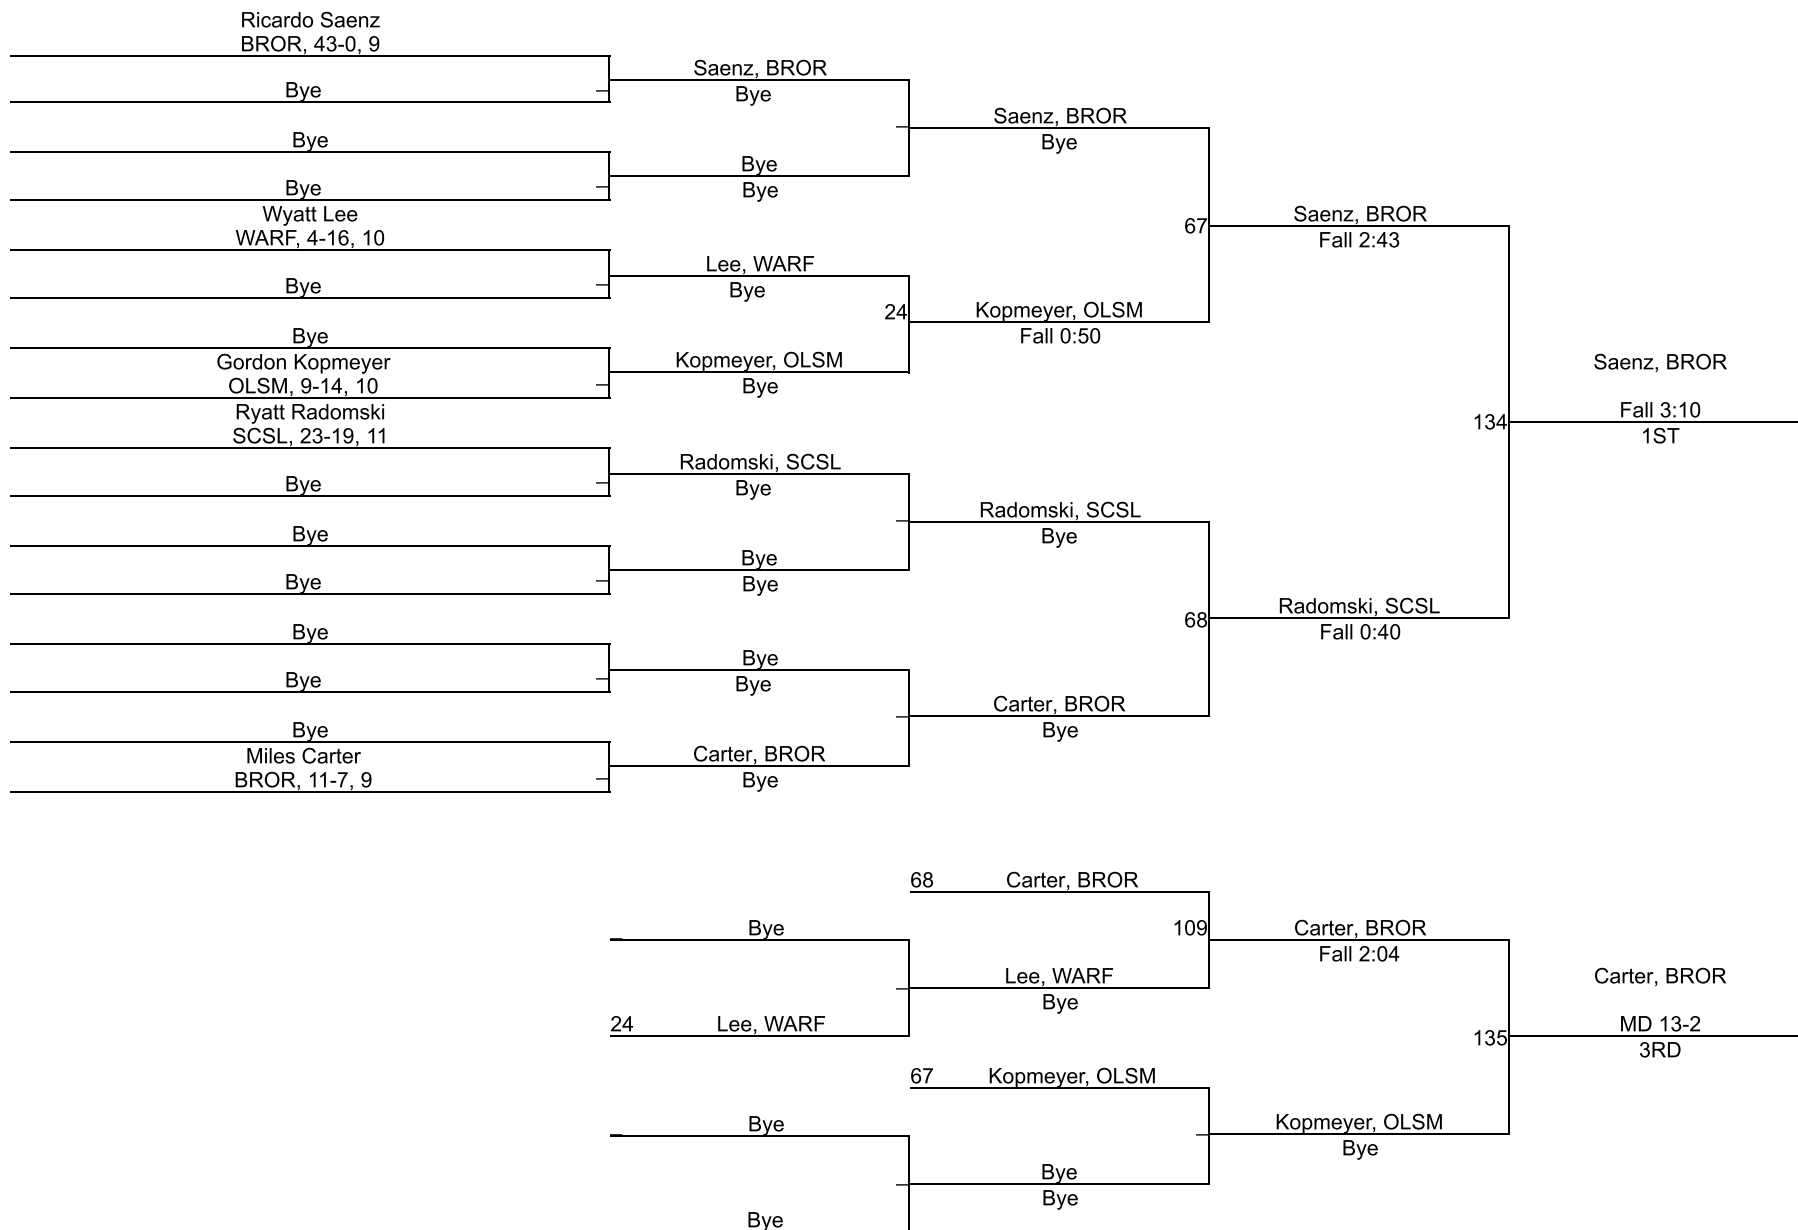 Ricardo Saenz
BROR, 43-0, 9
Bye
Bye
Bye
Wyatt Lee
WARF, 4-16, 10
Bye
Bye
Gordon Kopmeyer
OLSM, 9-14, 10
Ryatt Radomski
SCSL, 23-19, 11
Bye
Bye
Bye
Bye
Bye
Bye
Miles Carter
BROR, 11-7, 9
Saenz, BROR
Bye
Bye
Bye
Lee, WARF
Bye
Kopmeyer, OLSM
Bye
Radomski, SCSL
Bye
Bye
Bye
Bye
Bye
Carter, BROR
Bye
Saenz, BROR
Bye
24
Kopmeyer, OLSM
Fall 0:50
Radomski, SCSL
Bye
Carter, BROR
Bye
67
Saenz, BROR
Fall 2:43
68
Radomski, SCSL
Fall 0:40
134
Saenz, BROR
Fall 3:10
1ST
Bye
24 Lee, WARF
Bye
Bye
68 Carter, BROR
Lee, WARF
Bye
67 Kopmeyer, OLSM
Bye
Bye
109
Carter, BROR
Fall 2:04
Kopmeyer, OLSM
Bye
135
Carter, BROR
MD 13-2
3RD